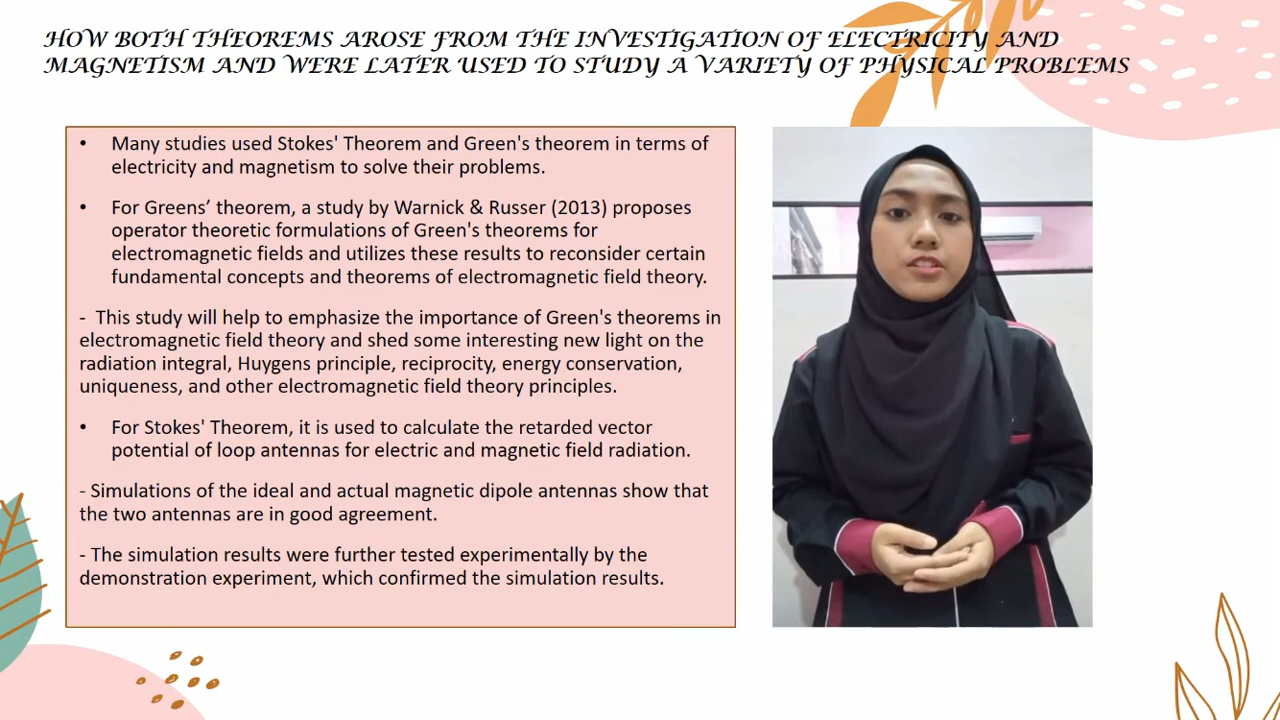 HOW BOTH THEOREMS AROSE FROM THE INVESTIGATION OF ELECTRICITY AND
MAGNETISM AND WERE LATER USED TO STUDY A VARIETY OF PHYSICAL PROBLEMS
• Many studies used Stokes' Theorem and Green's theorem in terms of
electricity and magnetism to solve their problems.
• For Greens’ theorem, a study by Warnick & Russer (2013) proposes
operator theoretic formulations of Green's theorems for
electromagnetic fields and utilizes these results to reconsider certain
fundamental concepts and theorems of electromagnetic field theory.
- This study will help to emphasize the importance of Green's theorems in
electromagnetic field theory and shed some interesting new light on the
radiation integral, Huygens principle, reciprocity, energy conservation,
uniqueness, and other electromagnetic field theory principles.
• For Stokes' Theorem, it is used to calculate the retarded vector
potential of loop antennas for electric and magnetic field radiation.
- Simulations of the ideal and actual magnetic dipole antennas show that
the two antennas are in good agreement.
- The simulation results were further tested experimentally by the
demonstration experiment, which confirmed the simulation results.